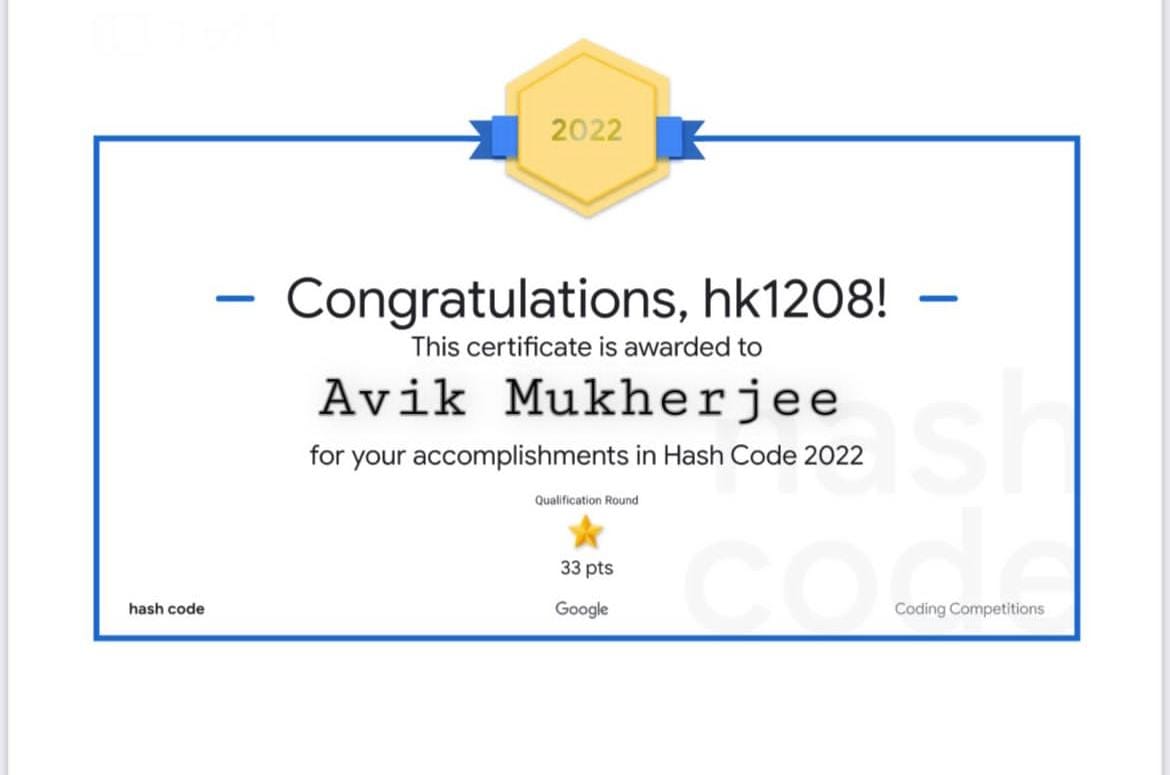 2022
Congratulations, hk1208!
This certificate is awarded to
Avik Mukherjee
for your accomplishments in Hash Code 2022
Qualification Round
33 pts
hash code
Google
Coding Competitions
hash
code